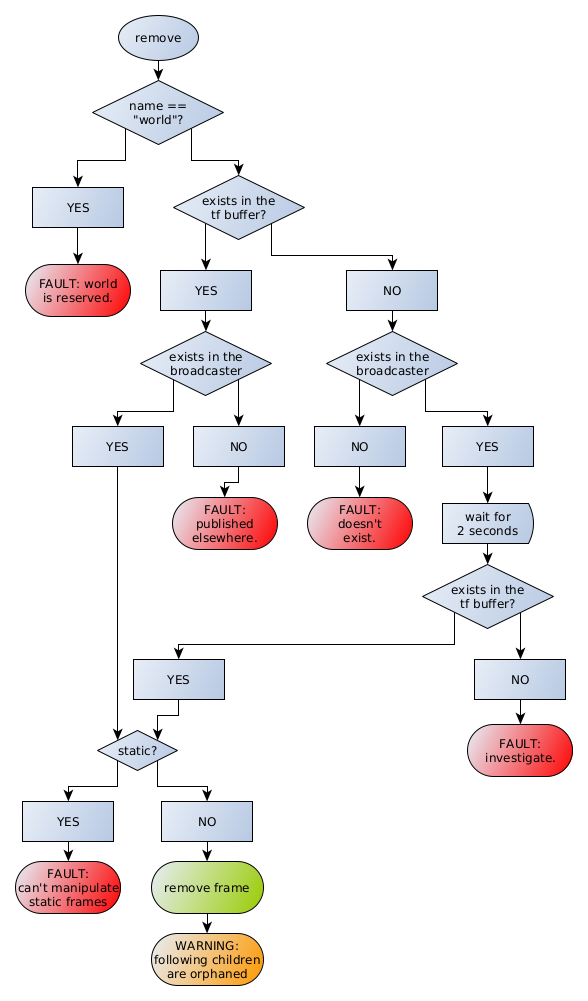 remove
name ==
"world"?
exists in the
tf buffer?
YES
FAULT: world
is reserved.
YES
NO
exists in the
broadcaster
exists in the
broadcaster
YES
NO
NO
YES
FAULT:
published
elsewhere.
FAULT:
doesn't
exist.
wait for
2 seconds
exists in the
tf buffer?
YES
NO
static?
FAULT:
investigate.
YES
NO
FAULT:
can't manipulate
static frames
remove frame
WARNING:
following children
are orphaned